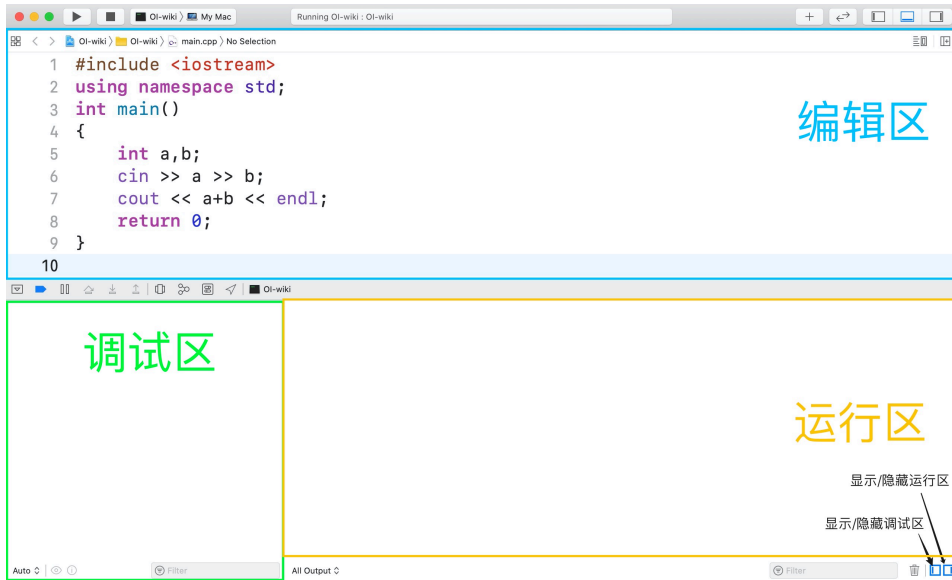 OI-wiki 〉 My Mac
Running OI-wiki : OI-wiki
OI-wiki 〉 OI-wiki 〉 main.cpp 〉 No Selection
1 #include <iostream>
2 using namespace std;
3 int main()
4 {
5     int a,b;
6     cin >> a >> b;
7     cout << a+b << endl;
8     return 0;
9 }
10
编辑区
OI-wiki
调试区
运行区
显示/隐藏运行区
显示/隐藏调试区
Auto
Filter
All Output
Filter